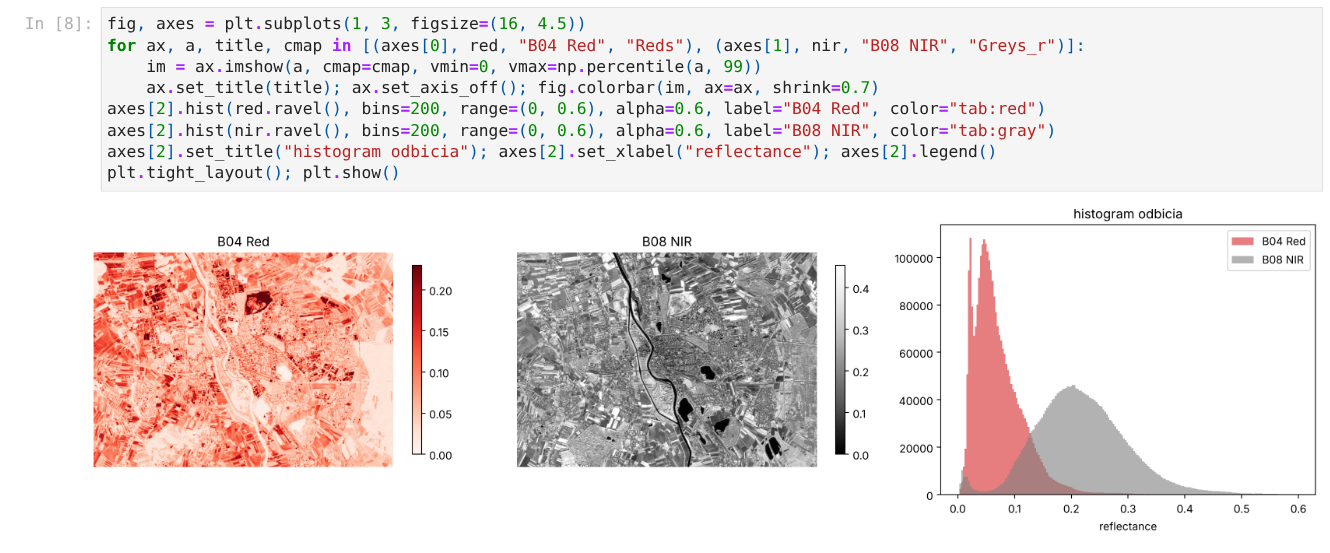 In [8]:
fig, axes = plt.subplots(1, 3, figsize=(16, 4.5))
for ax, a, title, cmap in [(axes[0], red, "B04 Red", "Reds"), (axes[1], nir, "B08 NIR", "Greys_r")]:
    im = ax.imshow(a, cmap=cmap, vmin=0, vmax=np.percentile(a, 99))
    ax.set_title(title); ax.set_axis_off(); fig.colorbar(im, ax=ax, shrink=0.7)
axes[2].hist(red.ravel(), bins=200, range=(0, 0.6), alpha=0.6, label="B04 Red", color="tab:red")
axes[2].hist(nir.ravel(), bins=200, range=(0, 0.6), alpha=0.6, label="B08 NIR", color="tab:gray")
axes[2].set_title("histogram odbicia"); axes[2].set_xlabel("reflectance"); axes[2].legend()
plt.tight_layout(); plt.show()
B04 Red
0.20
0.15
0.10
0.05
0.00
B08 NIR
0.4
0.3
0.2
0.1
0.0
histogram odbicia
B04 Red
B08 NIR
100000
80000
60000
40000
20000
0
0.0 0.1 0.2 0.3 0.4 0.5 0.6
reflectance